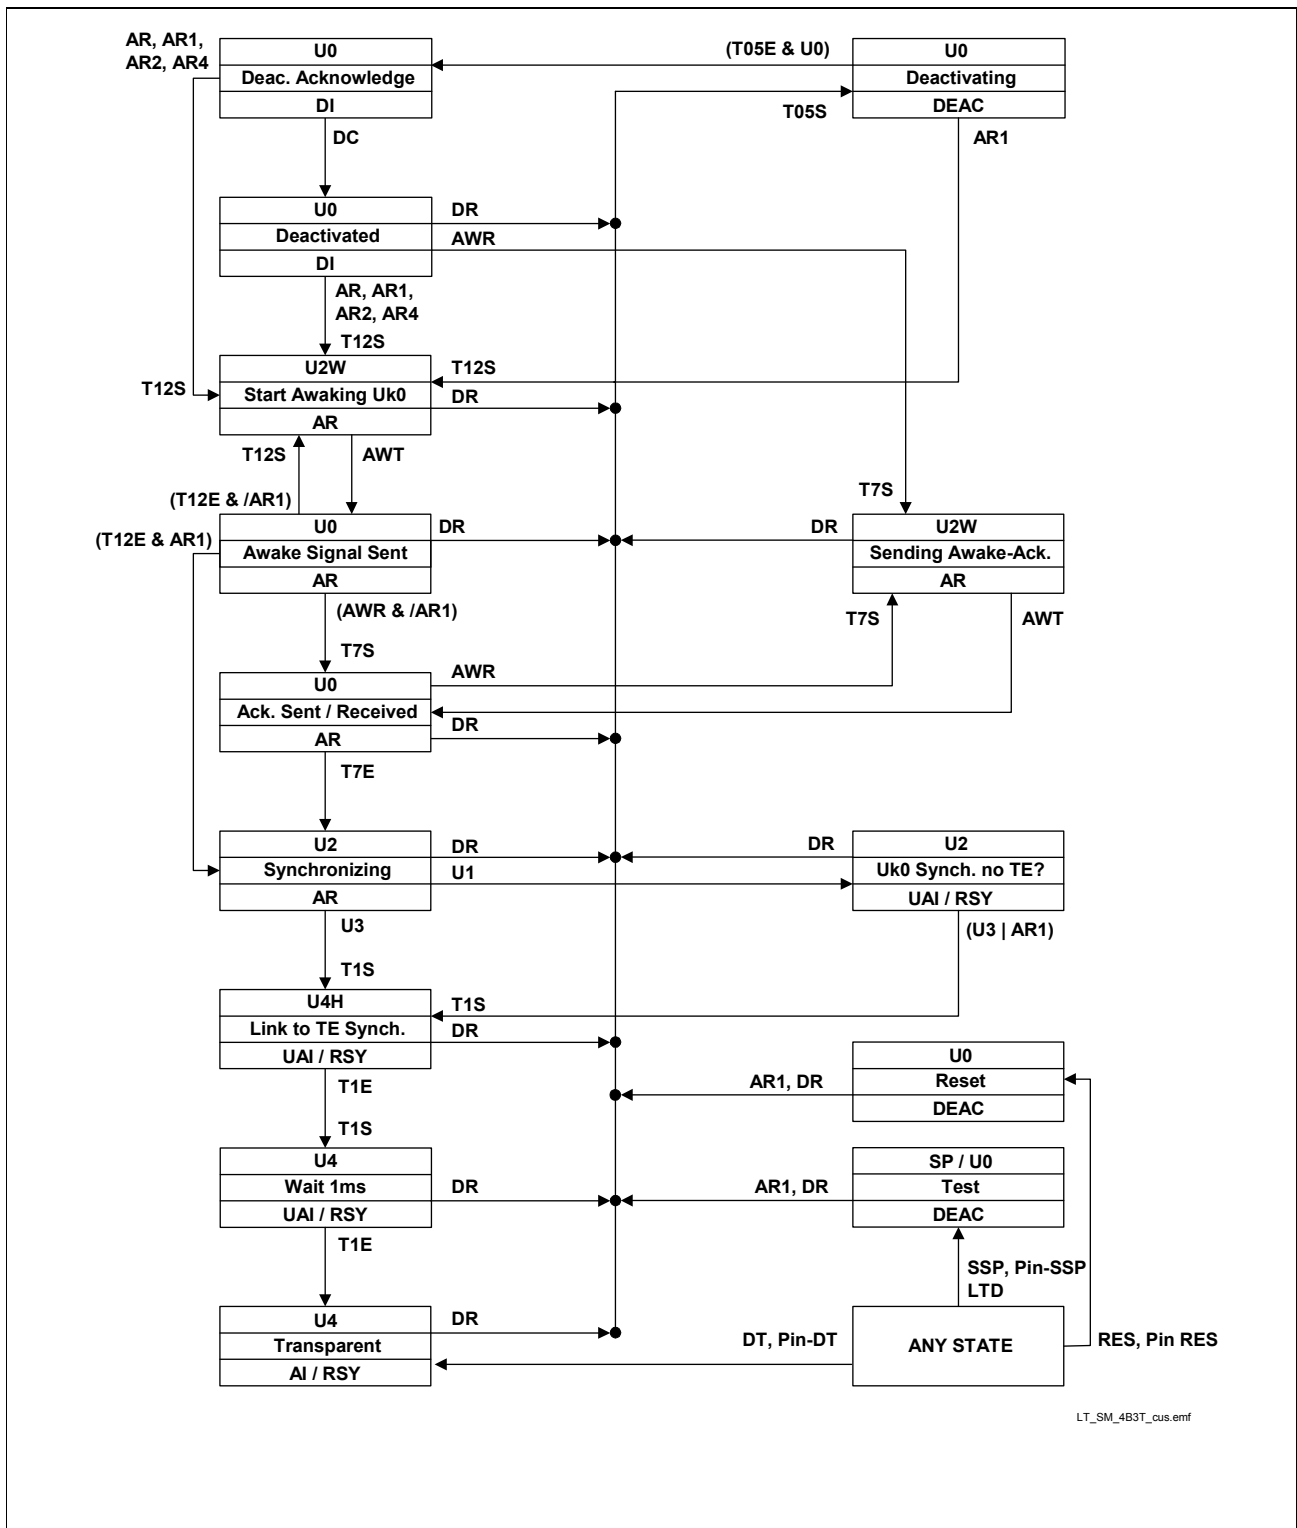 AR, AR1,
AR2, AR4
U0
Deac. Acknowledge
DI
(T05E & U0)
U0
Deactivating
DEAC
T05S
DC
AR1
U0
Deactivated
DI
DR
AWR
AR, AR1,
AR2, AR4
T12S
U2W
Start Awaking Uk0
AR
T12S
DR
T12S
T12S
AWT
(T12E & /AR1)
(T12E & AR1)
U0
Awake Signal Sent
AR
DR
T7S
DR
U2W
Sending Awake-Ack.
AR
(AWR & /AR1)
T7S
T7S
AWT
U0
Ack. Sent / Received
AR
AWR
DR
T7E
U2
Synchronizing
AR
DR
U1
DR
U2
Uk0 Synch. no TE?
UAI / RSY
U3
T1S
(U3 | AR1)
U4H
Link to TE Synch.
UAI / RSY
T1S
DR
T1E
T1S
AR1, DR
U0
Reset
DEAC
U4
Wait 1ms
UAI / RSY
DR
AR1, DR
SP / U0
Test
DEAC
T1E
SSP, Pin-SSP
LTD
U4
Transparent
AI / RSY
DR
DT, Pin-DT
ANY STATE
RES, Pin RES
LT_SM_4B3T_cus.emf